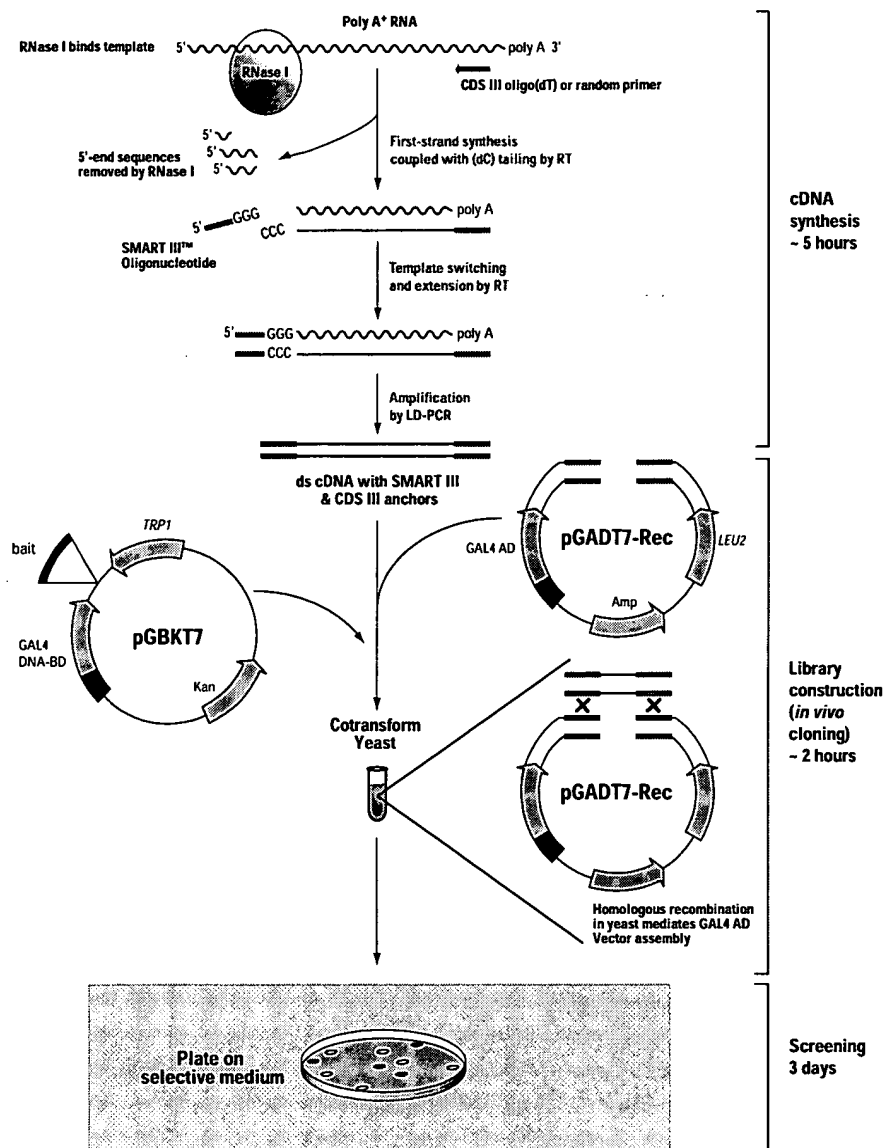 Poly A+ RNA
RNase I binds template
5'
poly A 3'
RNase I
CDS III oligo(dT) or random primer
5'
5'
5'
5'-end sequences
removed by RNase I
First-strand synthesis
coupled with (dC) tailing by RT
5'
GGG
CCC
poly A
SMART III™
Oligonucleotide
Template switching
and extension by RT
5'
GGG
poly A
CCC
Amplification
by LD-PCR
ds cDNA with SMART III
& CDS III anchors
cDNA
synthesis
~ 5 hours
bait
TRP1
pGBKT7
GAL4
DNA-BD
Kan
GAL4 AD
pGADT7-Rec
LEU2
Amp
Cotransform
Yeast
pGADT7-Rec
Homologous recombination
in yeast mediates GAL4 AD
Vector assembly
Library
construction
(in vivo
cloning)
~ 2 hours
Plate on
selective medium
Screening
3 days